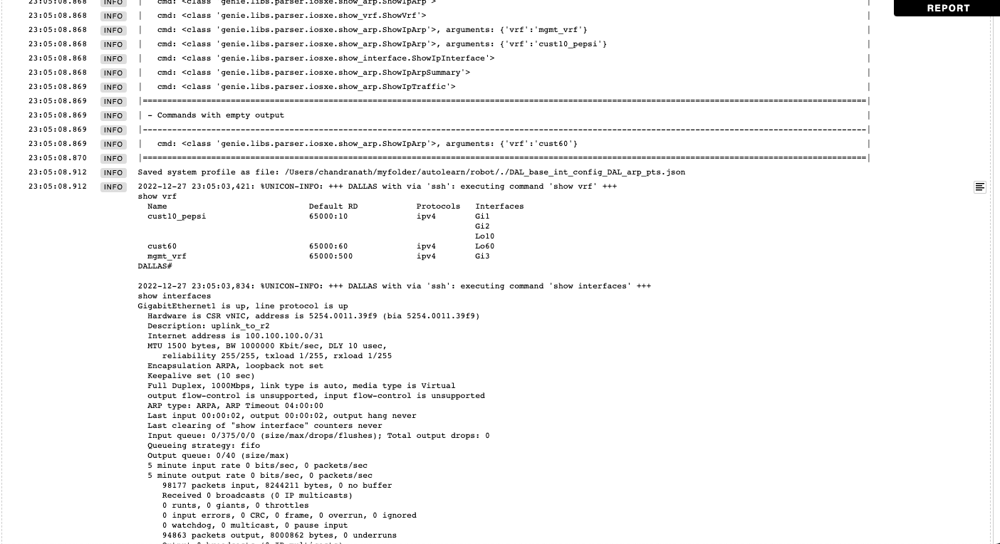 REPORT
23:05:08.868 INFO | cmd: <class 'genie.libs.parser.iosxe.show_arp.ShowIpArp'> |
23:05:08.868 INFO | cmd: <class 'genie.libs.parser.iosxe.show_vrf.ShowVrf'> |
23:05:08.868 INFO | cmd: <class 'genie.libs.parser.iosxe.show_arp.ShowIpArp'>, arguments: {'vrf':'mgmt_vrf'} |
23:05:08.868 INFO | cmd: <class 'genie.libs.parser.iosxe.show_arp.ShowIpArp'>, arguments: {'vrf':'cust10_pepsi'} |
23:05:08.868 INFO | cmd: <class 'genie.libs.parser.iosxe.show_interface.ShowIpInterface'> |
23:05:08.868 INFO | cmd: <class 'genie.libs.parser.iosxe.show_arp.ShowIpArpSummary'> |
23:05:08.869 INFO | cmd: <class 'genie.libs.parser.iosxe.show_arp.ShowIpTraffic'> |
23:05:08.869 INFO |====================================================================================================================================================|
23:05:08.869 INFO | - Commands with empty output |
23:05:08.869 INFO |----------------------------------------------------------------------------------------------------------------------------------------------------|
23:05:08.869 INFO | cmd: <class 'genie.libs.parser.iosxe.show_arp.ShowIpArp'>, arguments: {'vrf':'cust60'} |
23:05:08.870 INFO |====================================================================================================================================================|
23:05:08.912 INFO Saved system profile as file: /Users/chandranath/myfolder/autolearn/robot/./DAL_base_int_config_DAL_arp_pts.json
23:05:08.912 INFO 2022-12-27 23:05:03,421: %UNICON-INFO: +++ DALLAS with via 'ssh': executing command 'show vrf' +++
show vrf
Name Default RD Protocols Interfaces
cust10_pepsi 65000:10 ipv4 Gi1
Gi2
Lo10
cust60 65000:60 ipv4 Lo60
mgmt_vrf 65000:500 ipv4 Gi3
DALLAS#
2022-12-27 23:05:03,834: %UNICON-INFO: +++ DALLAS with via 'ssh': executing command 'show interfaces' +++
show interfaces
GigabitEthernet1 is up, line protocol is up
Hardware is CSR vNIC, address is 5254.0011.39f9 (bia 5254.0011.39f9)
Description: uplink_to_r2
Internet address is 100.100.100.0/31
MTU 1500 bytes, BW 1000000 Kbit/sec, DLY 10 usec,
reliability 255/255, txload 1/255, rxload 1/255
Encapsulation ARPA, loopback not set
Keepalive set (10 sec)
Full Duplex, 1000Mbps, link type is auto, media type is Virtual
output flow-control is unsupported, input flow-control is unsupported
ARP type: ARPA, ARP Timeout 04:00:00
Last input 00:00:02, output 00:00:02, output hang never
Last clearing of "show interface" counters never
Input queue: 0/375/0/0 (size/max/drops/flushes); Total output drops: 0
Queueing strategy: fifo
Output queue: 0/40 (size/max)
5 minute input rate 0 bits/sec, 0 packets/sec
5 minute output rate 0 bits/sec, 0 packets/sec
98177 packets input, 8244211 bytes, 0 no buffer
Received 0 broadcasts (0 IP multicasts)
0 runts, 0 giants, 0 throttles
0 input errors, 0 CRC, 0 frame, 0 overrun, 0 ignored
0 watchdog, 0 multicast, 0 pause input
94863 packets output, 8000862 bytes, 0 underruns